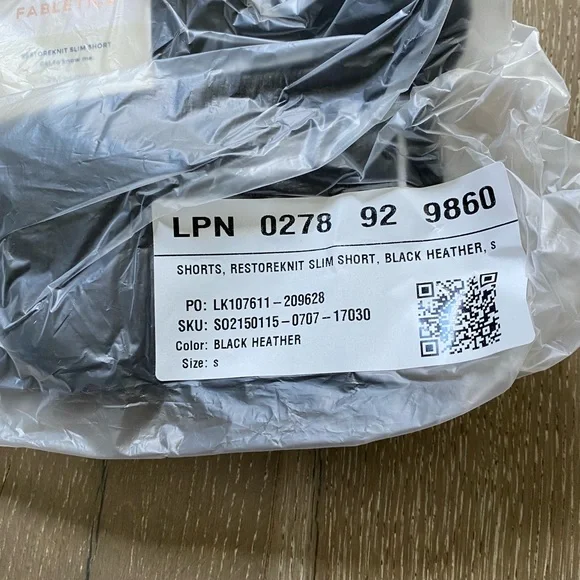 FABLETICS
RESTOREKNIT SLIM SHORT
LPN 0278 92 9860
SHORTS, RESTOREKNIT SLIM SHORT, BLACK HEATHER, s
PO: LK107611-209628
SKU: SO2150115-0707-17030
Color: BLACK HEATHER
Size: s